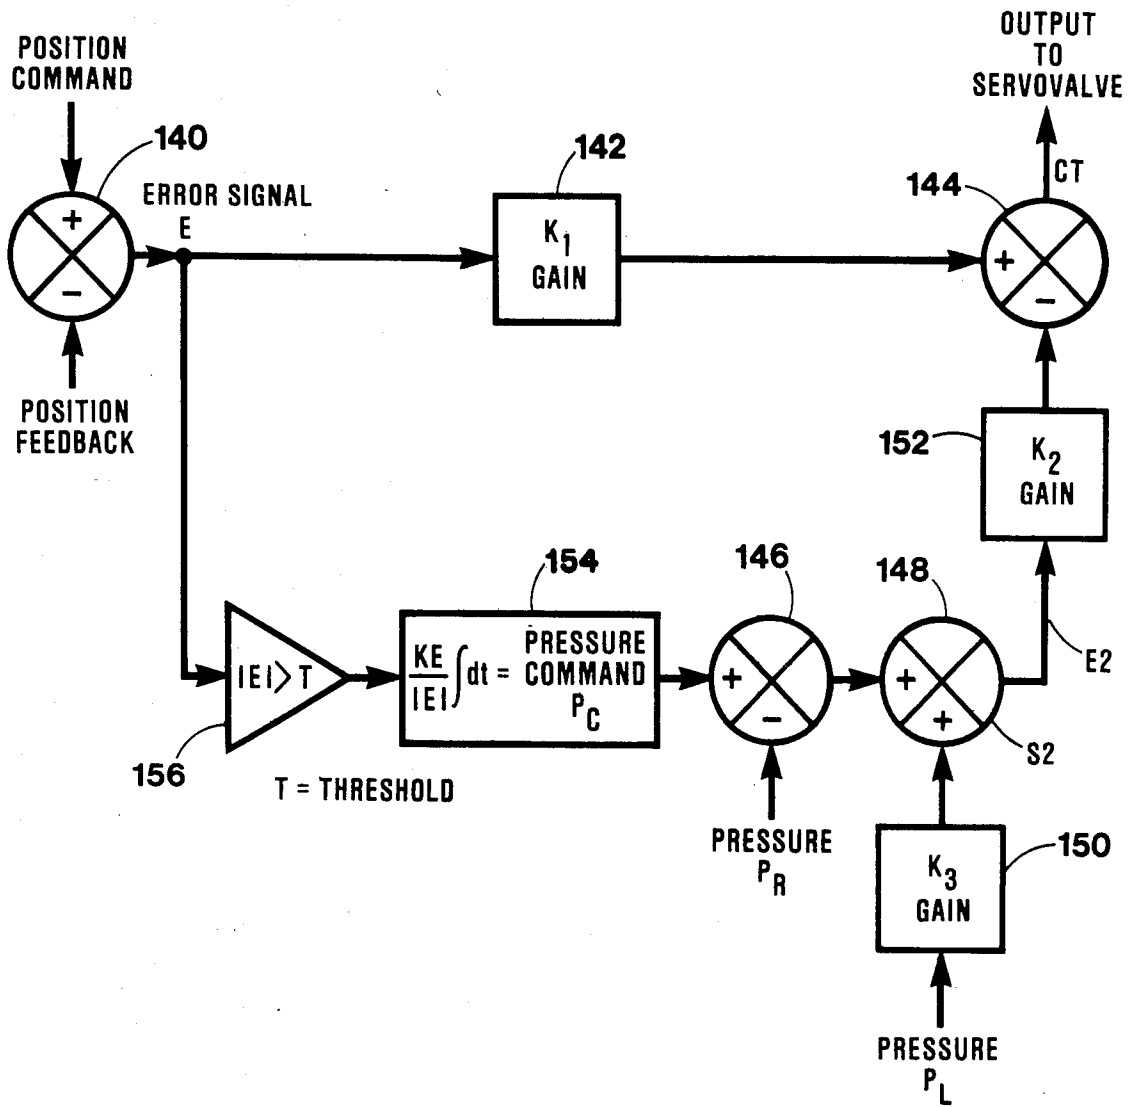 OUTPUT
TO
SERVOVALVE
POSITION
COMMAND
140
142
CT
144
ERROR SIGNAL
E
+
−
K1
GAIN
+
−
POSITION
FEEDBACK
152
K2
GAIN
154
146
148
E2
|E|>T
KE/|E| ∫dt = PRESSURE
COMMAND
PC
+
−
+
+
S2
156
T = THRESHOLD
PRESSURE
PR
K3
GAIN
150
PRESSURE
PL